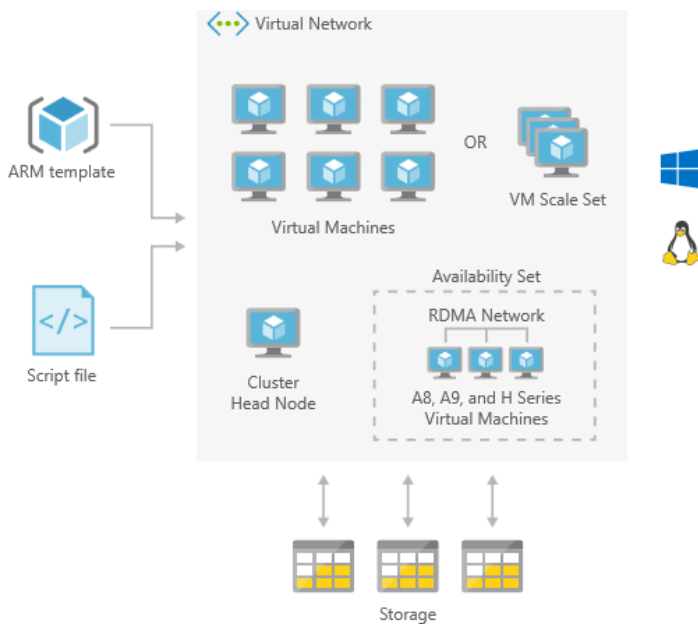 Virtual Network
ARM template
OR
VM Scale Set
Virtual Machines
Script file
</>
Cluster
Head Node
Availability Set
RDMA Network
A8, A9, and H Series
Virtual Machines
Storage